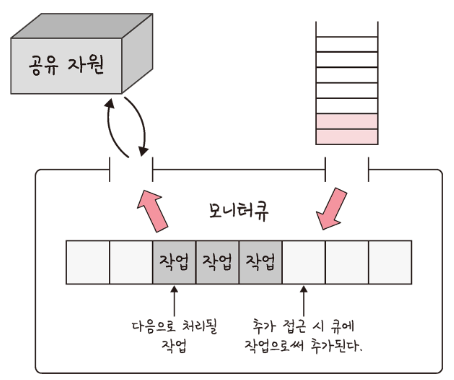 공유 자원
모니터큐
작업 작업 작업
다음으로 처리될
작업
추가 접근 시 큐에
작업으로써 추가된다.